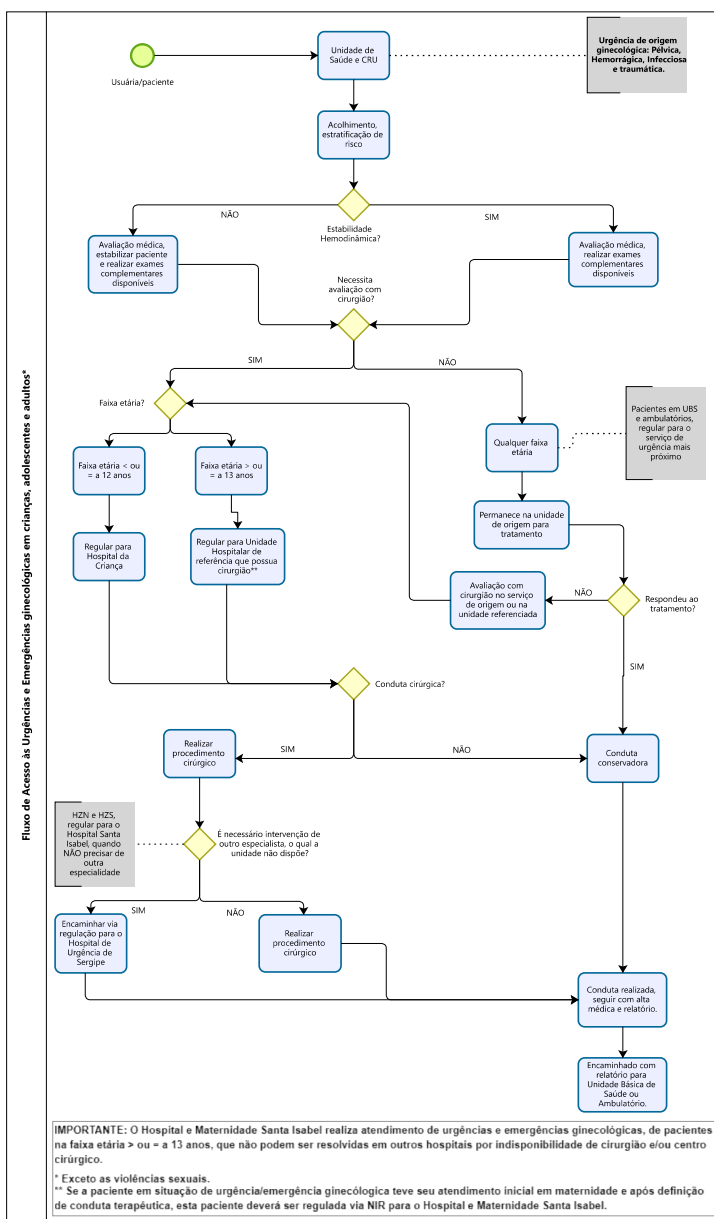 Fluxo de Acesso às Urgências e Emergências ginecológicas em crianças, adolescentes e adultos*
Usuária/paciente
Unidade de
Saúde e CRU
Urgência de origem
ginecológica: Pélvica,
Hemorrágica, Infecciosa
e traumática.
Acolhimento,
estratificação de
risco
NÃO
SIM
Estabilidade
Hemodinâmica?
Avaliação médica,
estabilizar paciente
e realizar exames
complementares
disponíveis
Avaliação médica,
realizar exames
complementares
disponíveis
Necessita
avaliação com
cirurgião?
SIM
NÃO
Faixa etária?
Pacientes em UBS
e ambulatórios,
regular para o
serviço de
urgência mais
próximo
Qualquer faixa
etária
Faixa etária < ou
= a 12 anos
Faixa etária > ou
= a 13 anos
Permanece na unidade
de origem para
tratamento
Regular para
Hospital da
Criança
Regular para Unidade
Hospitalar de
referência que possua
cirurgião**
Avaliação com
cirurgião no serviço
de origem ou na
unidade referenciada
NÃO
Respondeu ao
tratamento?
SIM
Conduta cirúrgica?
Realizar
procedimento
cirúrgico
SIM
NÃO
Conduta
conservadora
HZN e HZS,
regular para o
Hospital Santa
Isabel, quando
NÃO precisar de
outra
especialidade
É necessário intervenção de
outro especialista, o qual a
unidade não dispõe?
SIM
NÃO
Encaminhar via
regulação para o
Hospital de
Urgência de
Sergipe
Realizar
procedimento
cirúrgico
Conduta realizada,
seguir com alta
médica e relatório.
Encaminhado com
relatório para
Unidade Básica de
Saúde ou
Ambulatório.
IMPORTANTE: O Hospital e Maternidade Santa Isabel realiza atendimento de urgências e emergências ginecológicas, de pacientes
na faixa etária > ou = a 13 anos, que não podem ser resolvidas em outros hospitais por indisponibilidade de cirurgião e/ou centro
cirúrgico.
* Exceto as violências sexuais.
** Se a paciente em situação de urgência/emergência ginécólogica teve seu atendimento inicial em maternidade e após definição
de conduta terapêutica, esta paciente deverá ser regulada via NIR para o Hospital e Maternidade Santa Isabel.